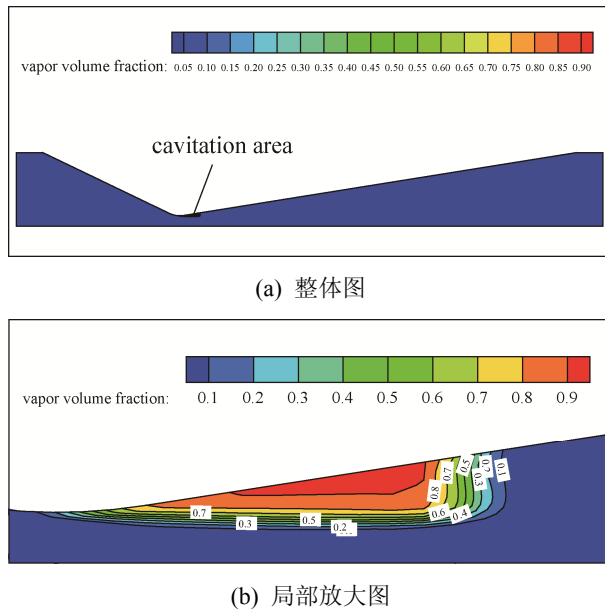 vapor volume fraction:
0.05 0.10 0.15 0.20 0.25 0.30 0.35 0.40 0.45 0.50 0.55 0.60 0.65 0.70 0.75 0.80 0.85 0.90
cavitation area
(a) 整体图
vapor volume fraction:
0.1 0.2 0.3 0.4 0.5 0.6 0.7 0.8 0.9
0.7 0.3 0.5 0.2 0.6 0.4 0.8 0.7 0.5 0.3 0.1
(b) 局部放大图